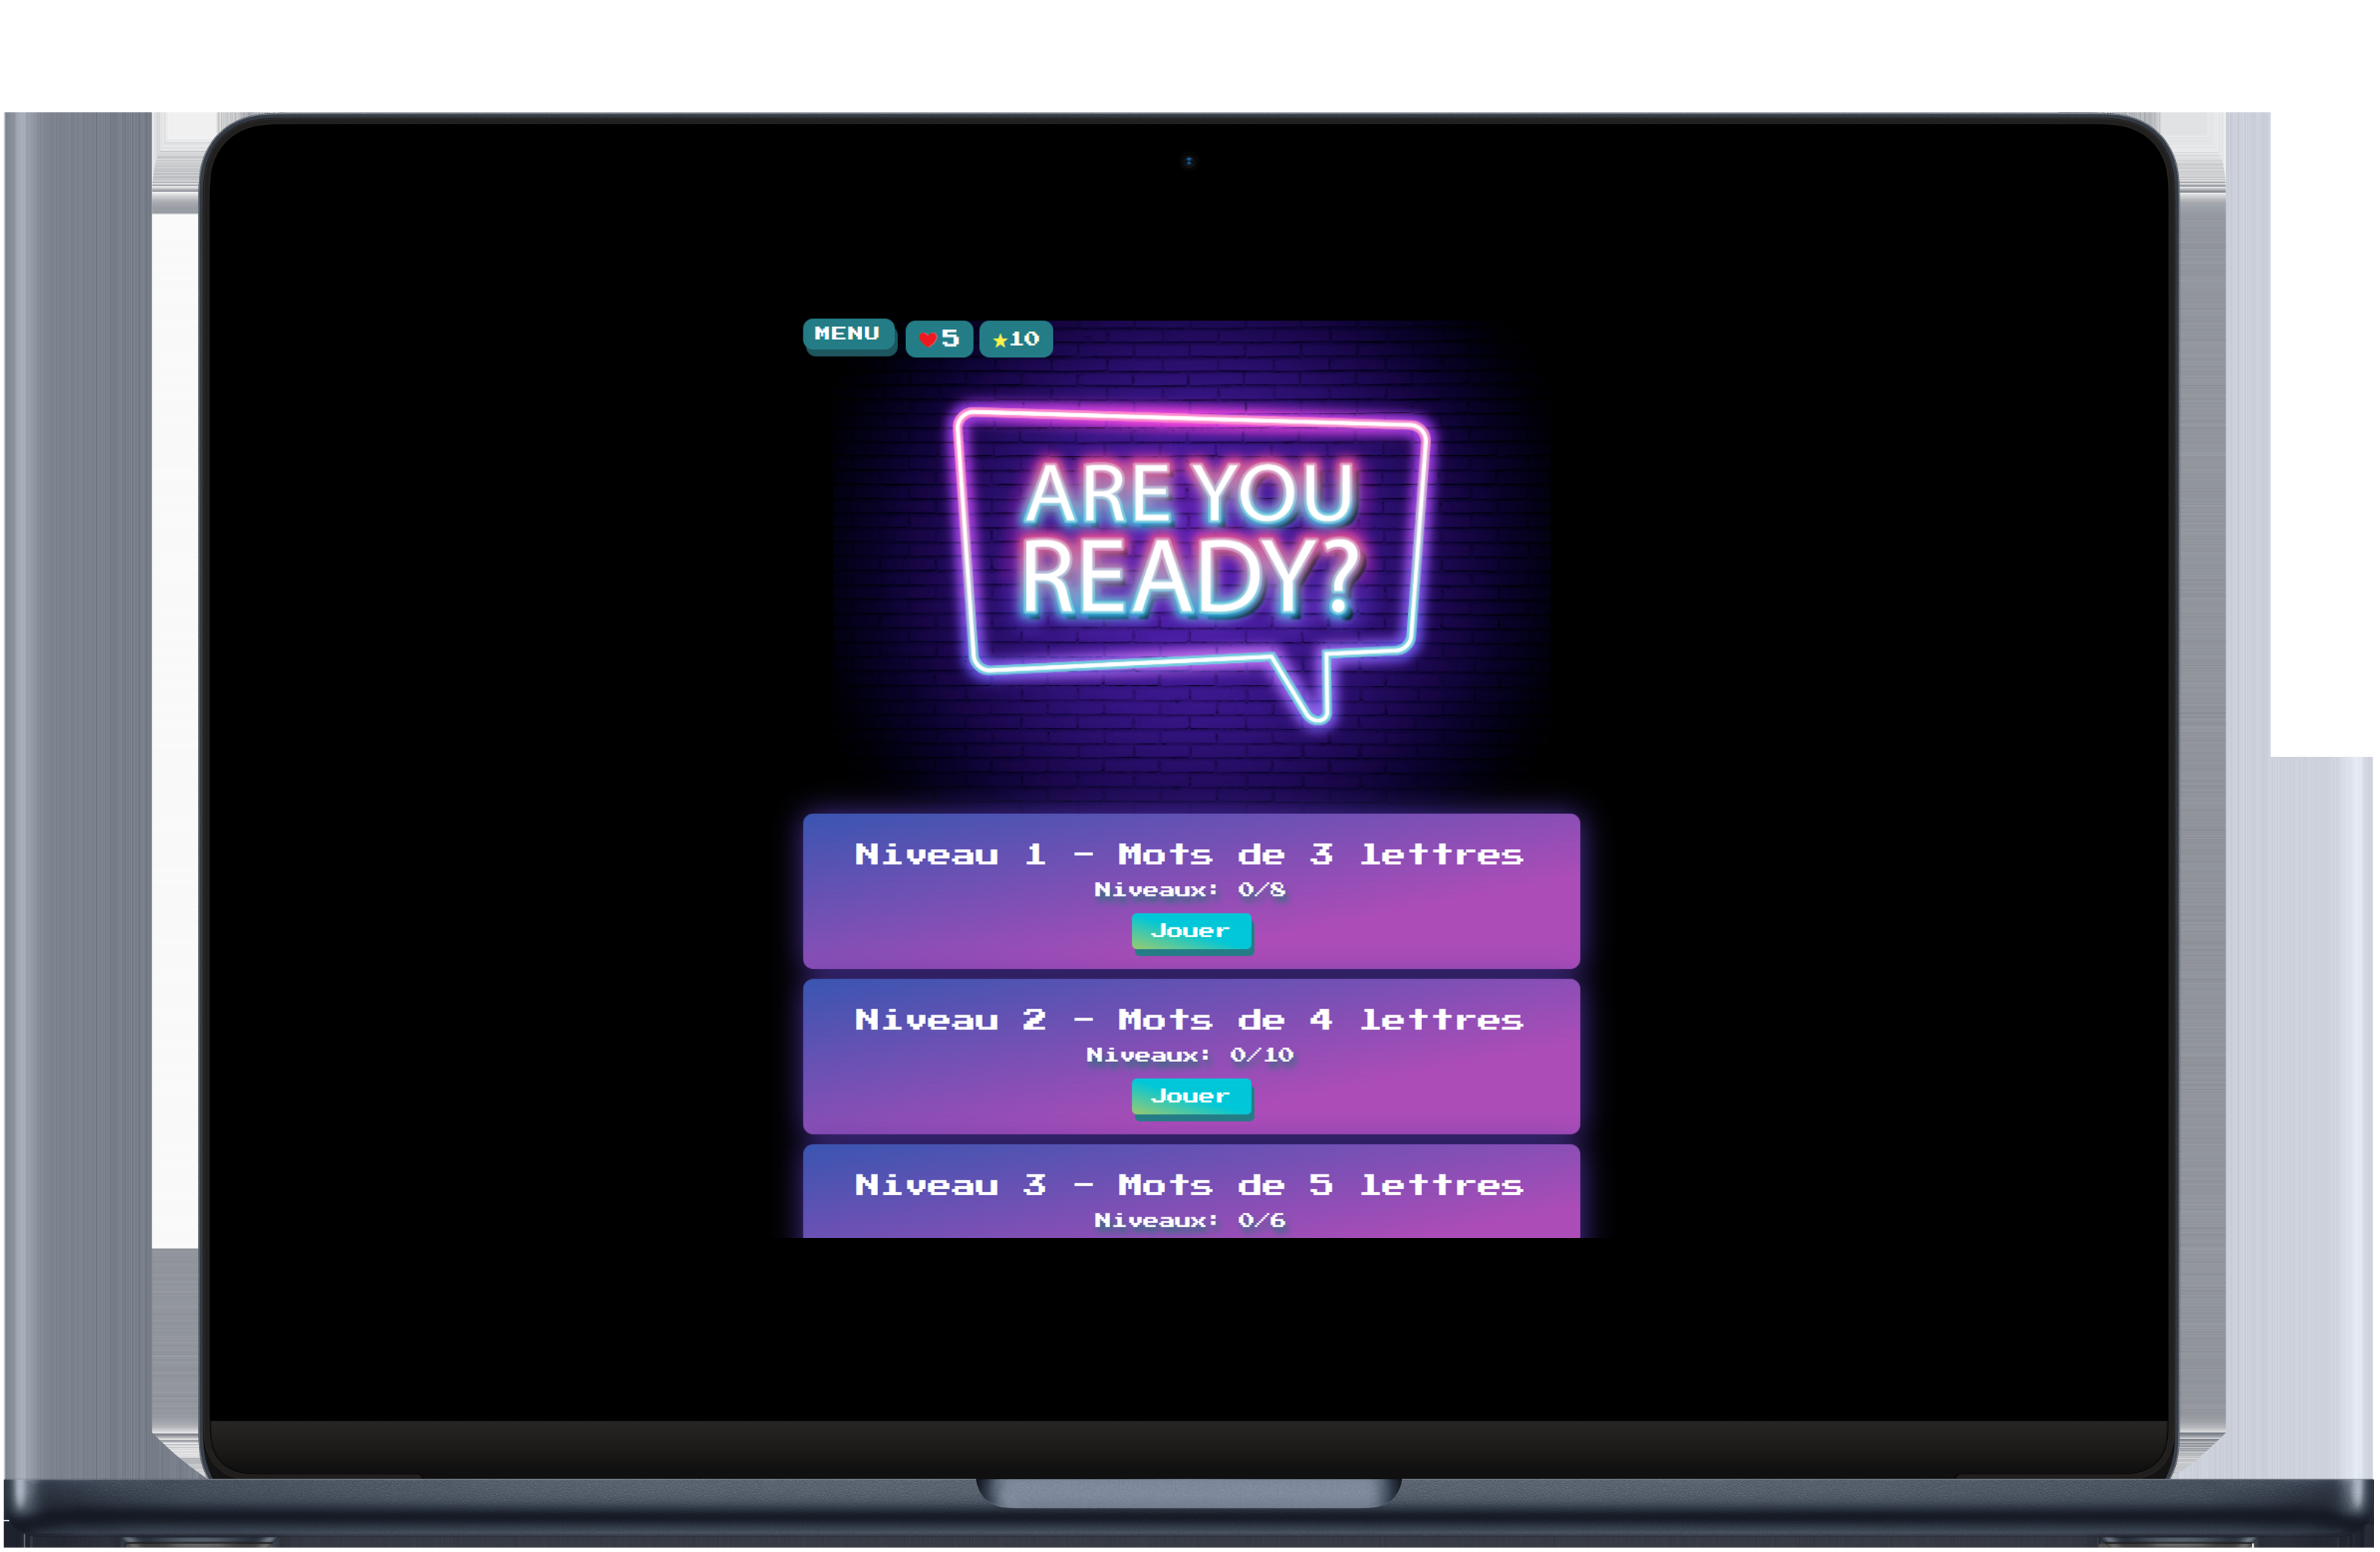 MENU
5
10
ARE YOU
READY?
Niveau 1 - Mots de 3 lettres
Niveaux: 0/8
Jouer
Niveau 2 - Mots de 4 lettres
Niveaux: 0/10
Jouer
Niveau 3 - Mots de 5 lettres
Niveaux: 0/6